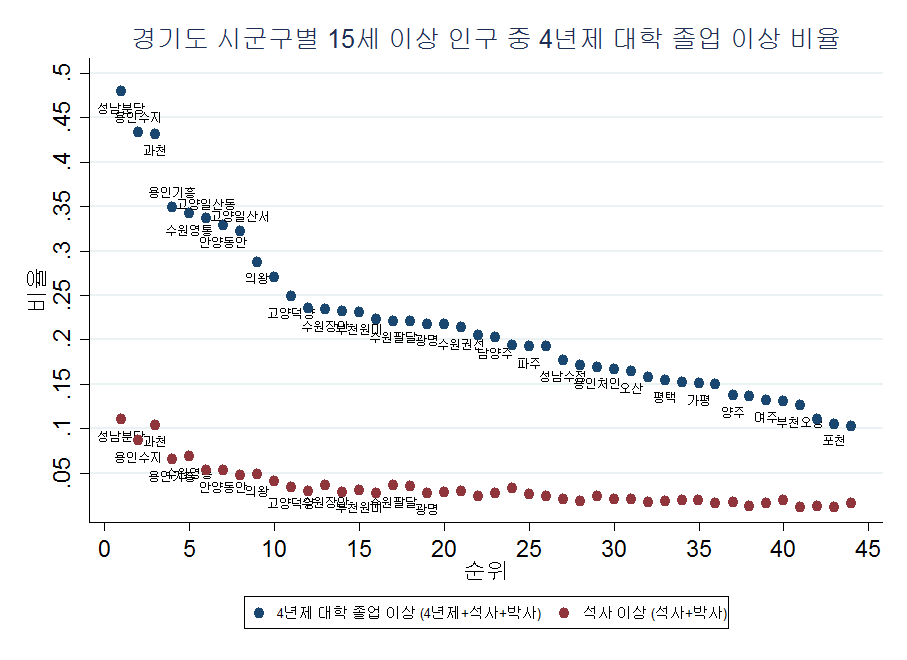 경기도 시군구별 15세 이상 인구 중 4년제 대학 졸업 이상 비율
비율
.5
.45
.4
.35
.3
.25
.2
.15
.1
.05
성남분당
용인수지
과천
용인기흥
고양일산동
고양일산서
수원영통
안양동안
의왕
고양덕양
수원장안
부천원미
수원팔달
광명
수원권선
남양주
파주
성남수정
용인처인
오산
평택
가평
양주
여주
부천오정
포천
성남분당
과천
용인수지
용인기흥
수원영통
안양동안
의왕
고양덕양
수원장안
부천원미
수원팔달
광명
0 5 10 15 20 25 30 35 40 45
순위
4년제 대학 졸업 이상 (4년제+석사+박사) 석사 이상 (석사+박사)